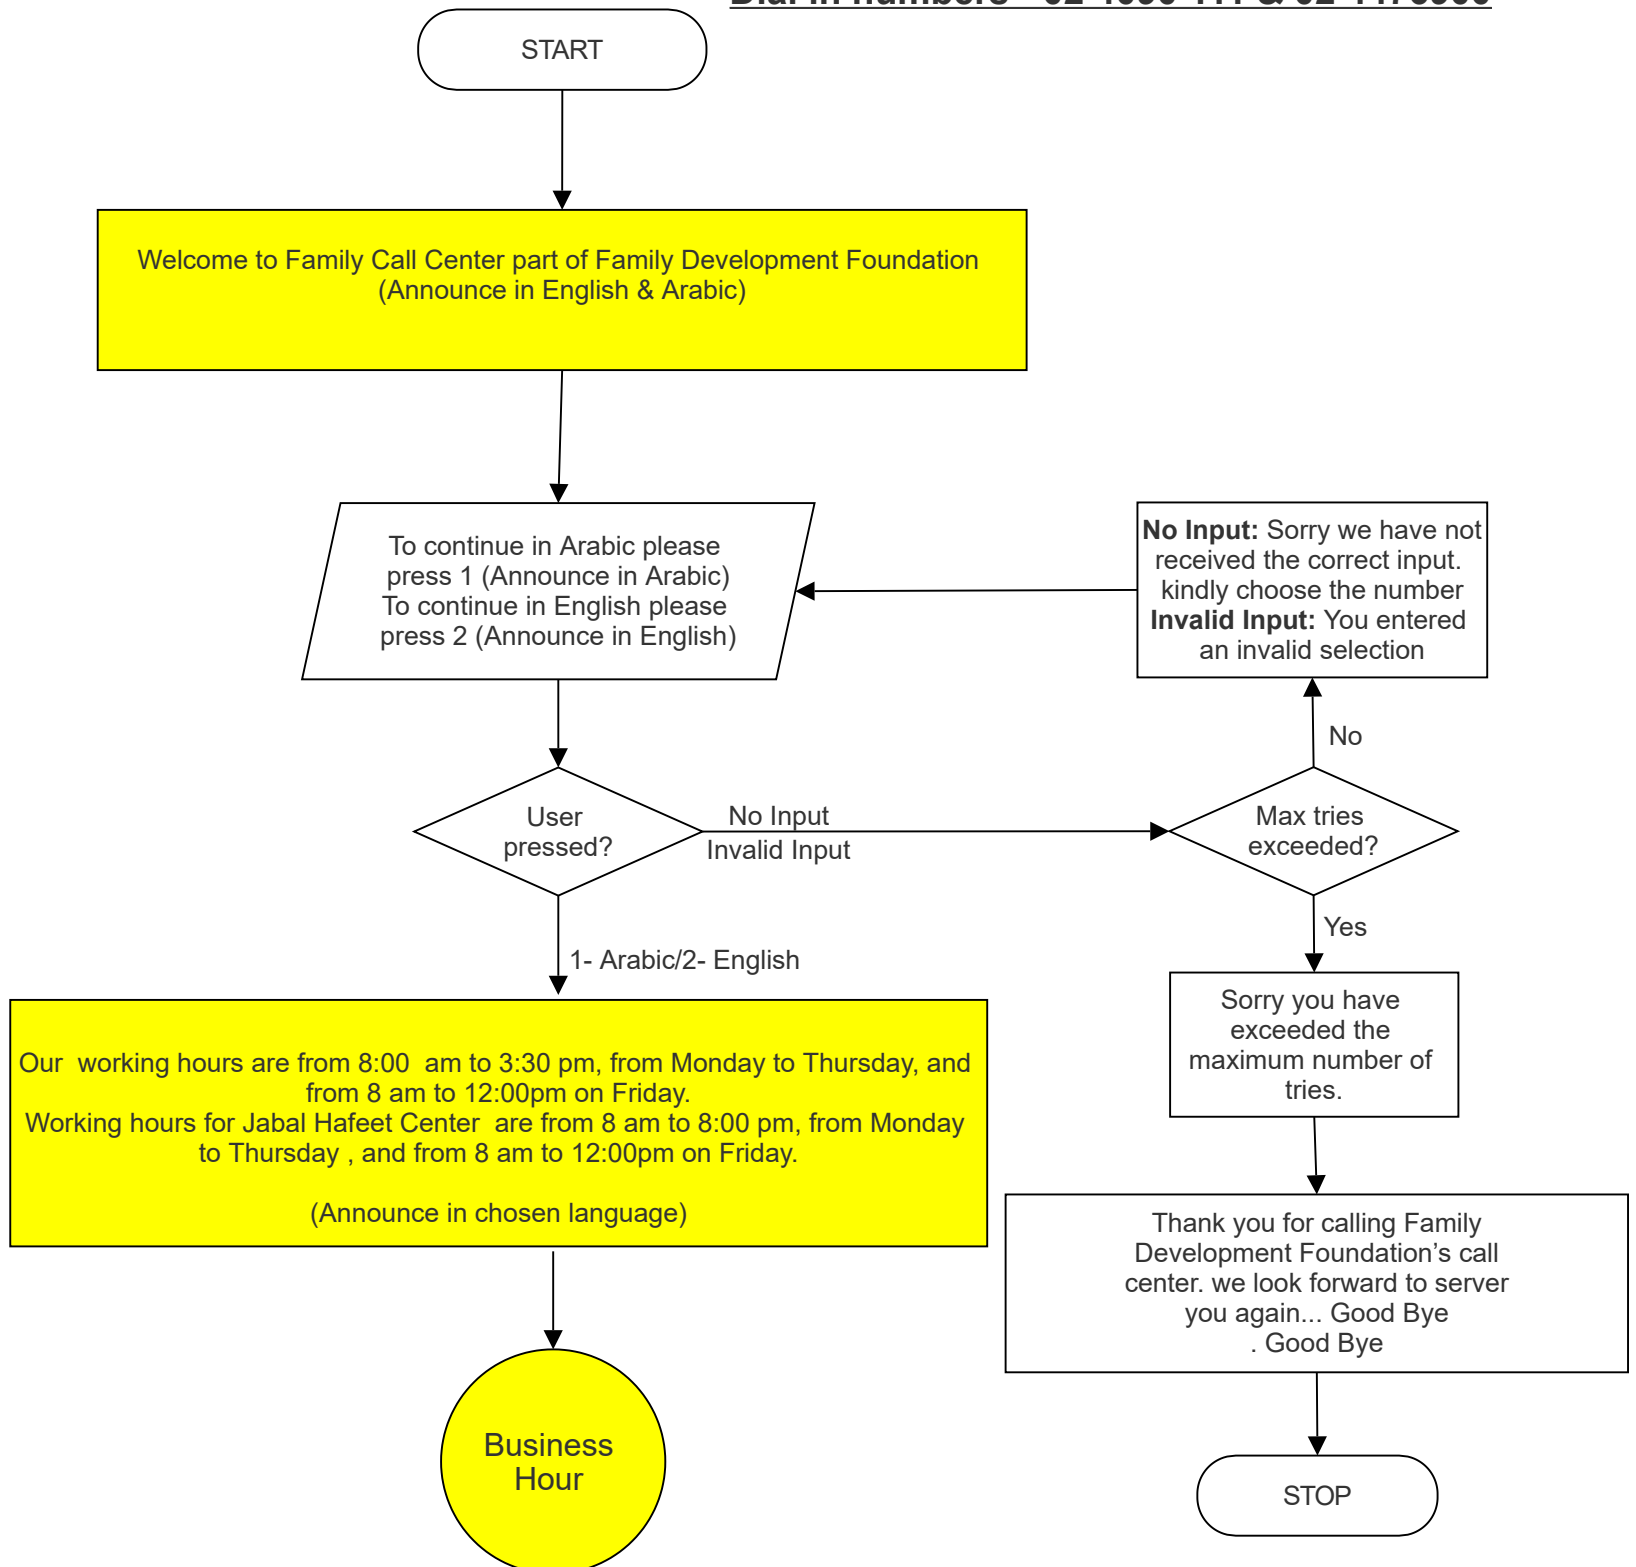 START
Welcome to Family Call Center part of Family Development Foundation
(Announce in English & Arabic)
To continue in Arabic please
press 1 (Announce in Arabic)
To continue in English please
press 2 (Announce in English)
No Input: Sorry we have not
received the correct input.
kindly choose the number
Invalid Input: You entered
an invalid selection
No
User
pressed?
No Input
Invalid Input
Max tries
exceeded?
Yes
1- Arabic/2- English
Sorry you have
exceeded the
maximum number of
tries.
Our working hours are from 8:00 am to 3:30 pm, from Monday to Thursday, and
from 8 am to 12:00pm on Friday.
Working hours for Jabal Hafeet Center are from 8 am to 8:00 pm, from Monday
to Thursday , and from 8 am to 12:00pm on Friday.
(Announce in chosen language)
Thank you for calling Family
Development Foundation’s call
center. we look forward to server
you again... Good Bye
. Good Bye
Business
Hour
STOP